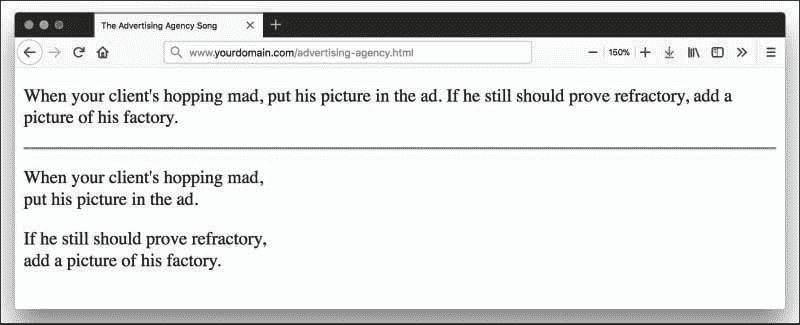 The Advertising Agency Song
www.yourdomain.com/advertising-agency.html
150%
When your client's hopping mad, put his picture in the ad. If he still should prove refractory, add a
picture of his factory.
When your client's hopping mad,
put his picture in the ad.
If he still should prove refractory,
add a picture of his factory.